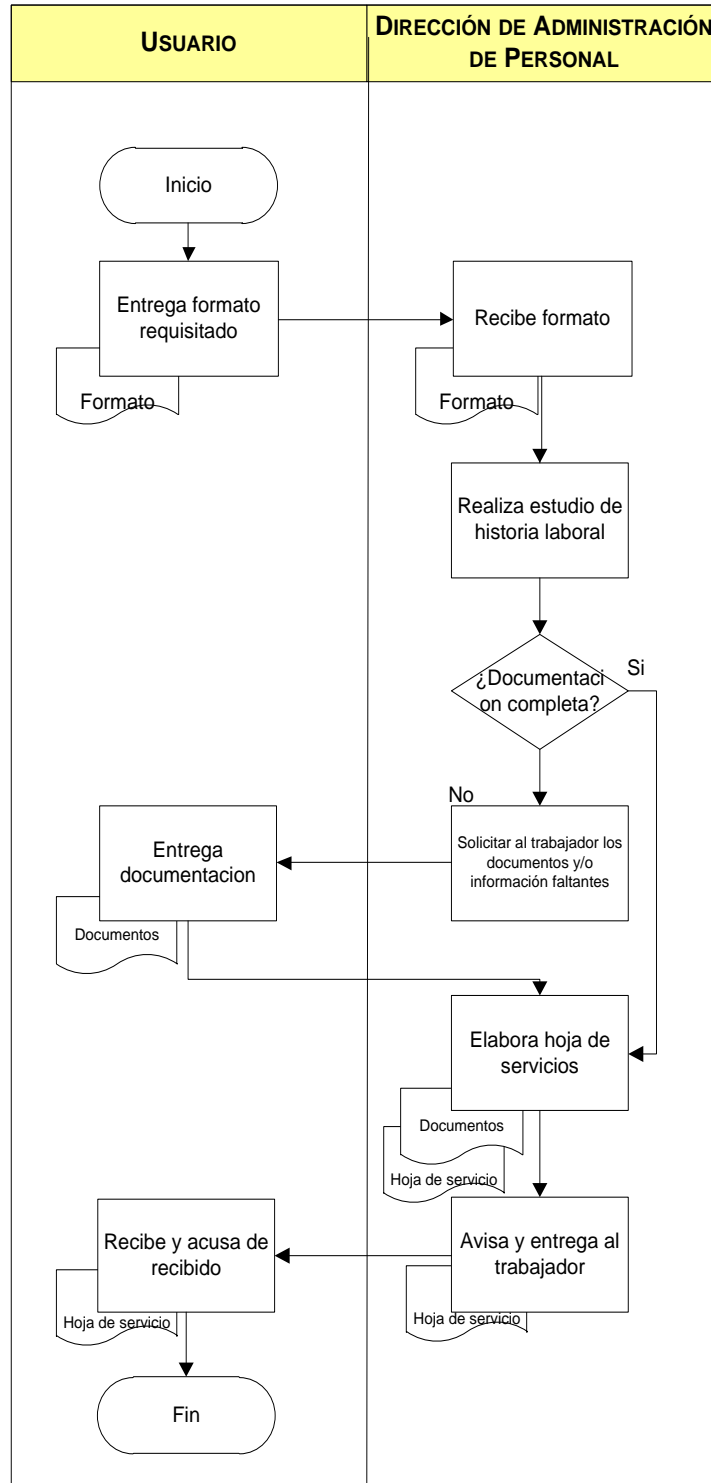 USUARIO
DIRECCIÓN DE ADMINISTRACIÓN
DE PERSONAL
Inicio
Entrega formato
requisitado
Formato
Recibe formato
Formato
Realiza estudio de
historia laboral
¿Documentaci
on completa?
Si
No
Solicitar al trabajador los
documentos y/o
información faltantes
Entrega
documentacion
Documentos
Elabora hoja de
servicios
Documentos
Hoja de servicio
Avisa y entrega al
trabajador
Hoja de servicio
Recibe y acusa de
recibido
Hoja de servicio
Fin